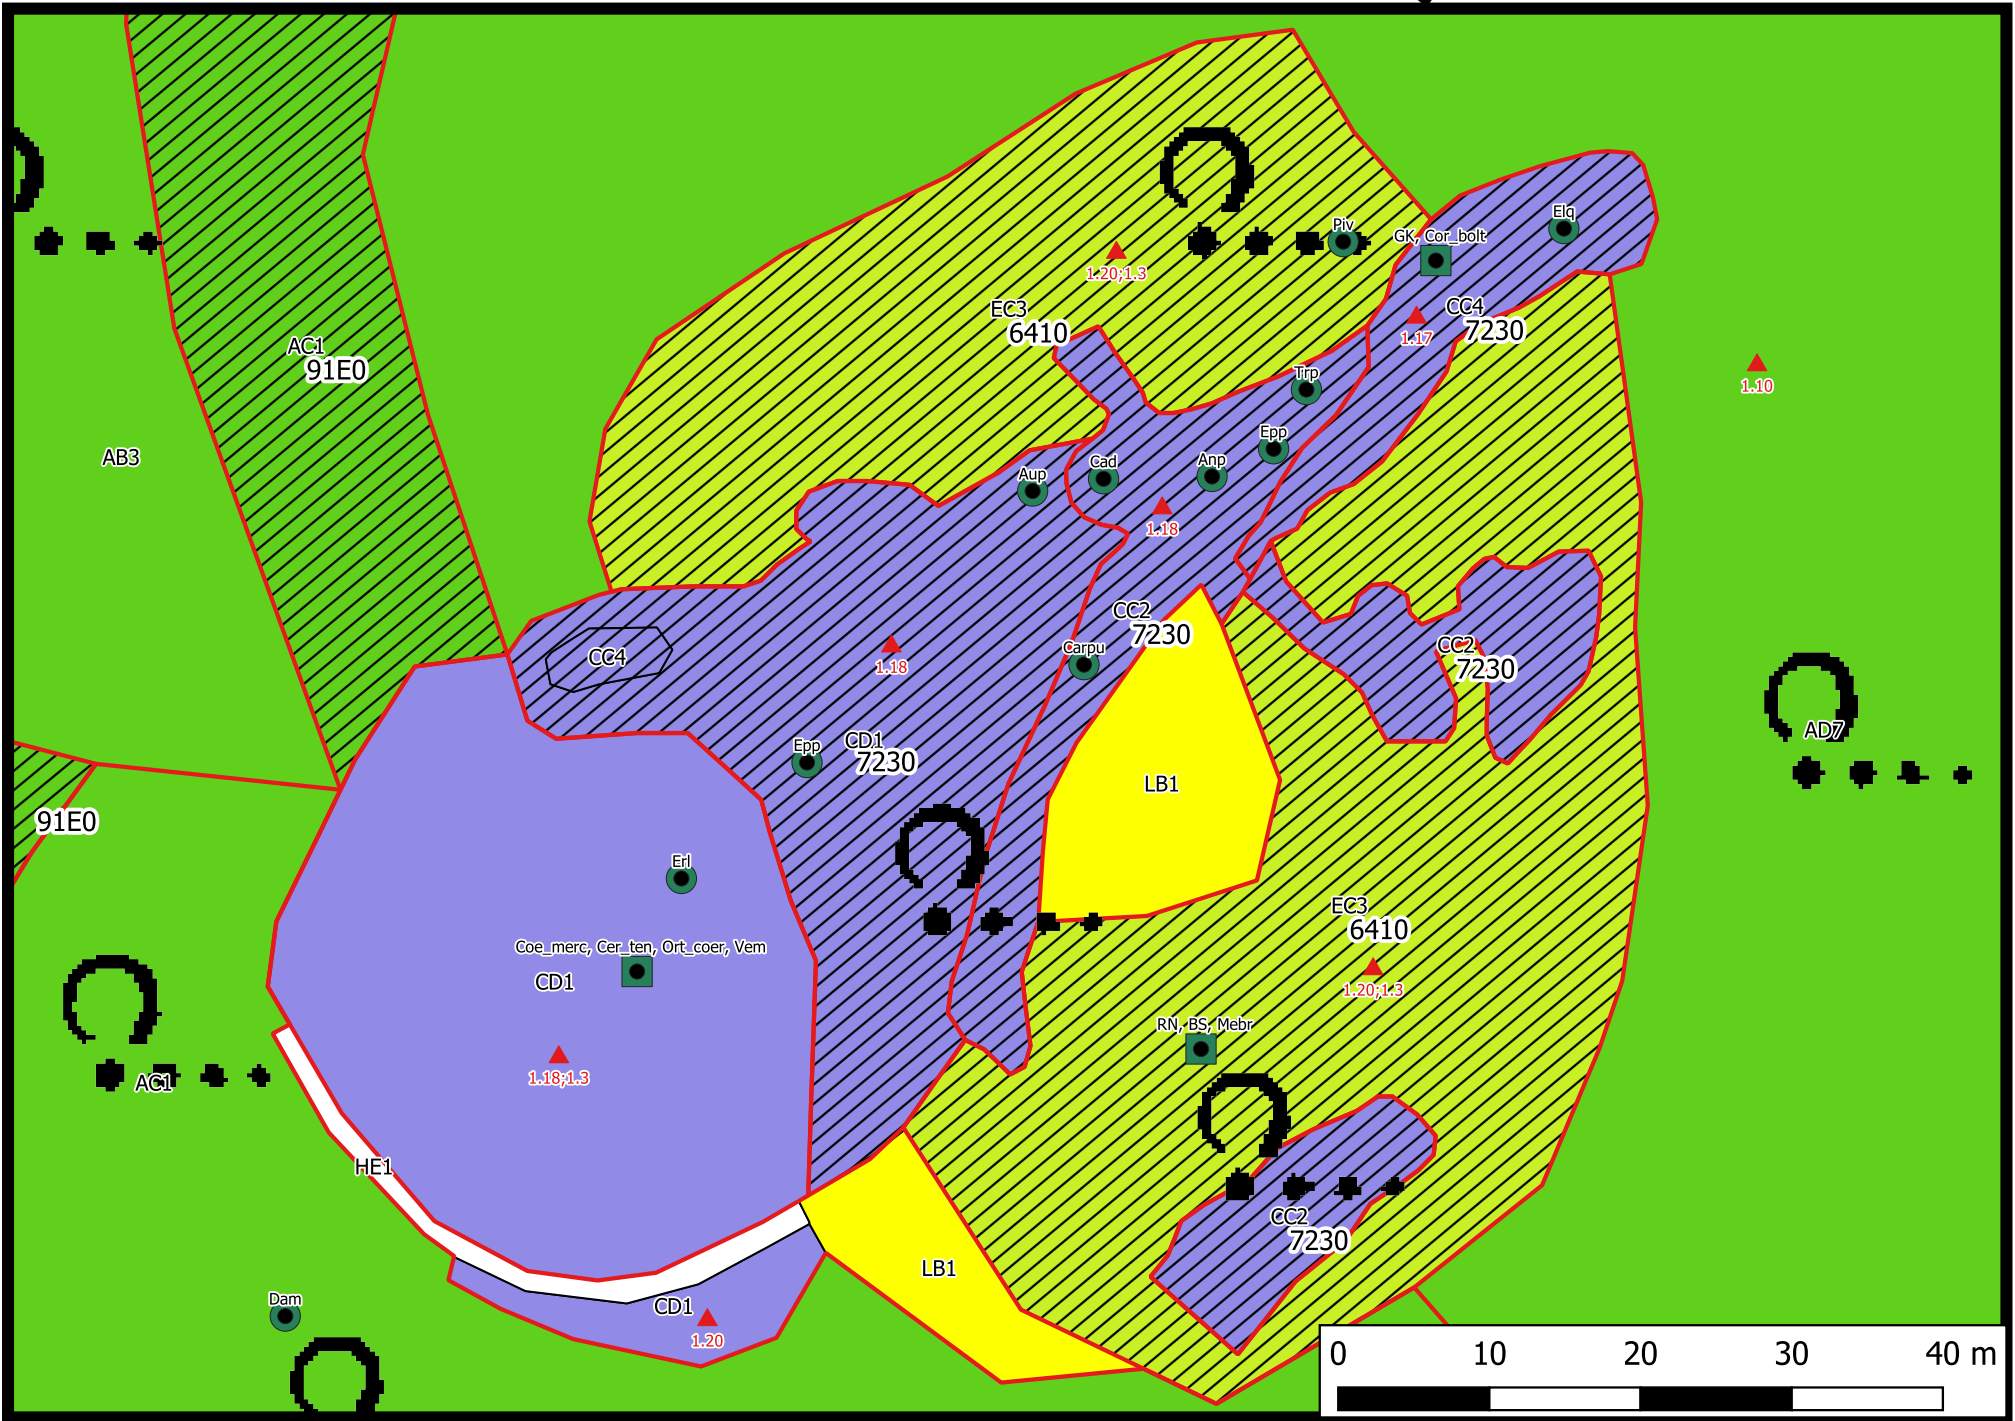 Elq
Piv
GK, Cor_bolt
1.20;1.3
EC3
6410
CC4
7230
1.17
AC1
91E0
Trp
1.10
Epp
AB3
Anp
Cad
Aup
1.18
CC2
7230
CC4
1.18
Carpu
CC2
7230
AD7
Epp
CD1
7230
LB1
91E0
Erl
EC3
6410
Coe_merc, Cer_ten, Ort_coer, Vem
CD1
1.20;1.3
RN, BS, Mebr
1.18;1.3
AC1
HE1
CC2
7230
LB1
Dam
CD1
1.20
0 10 20 30 40 m